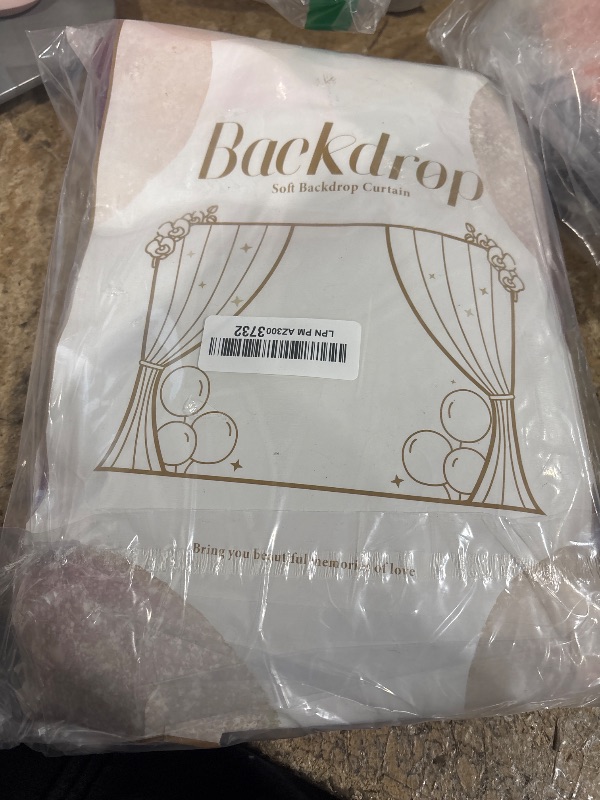 Backdrop
Soft Backdrop Curtain
LPN PM AZ3003732
Bring you beautiful memories of love